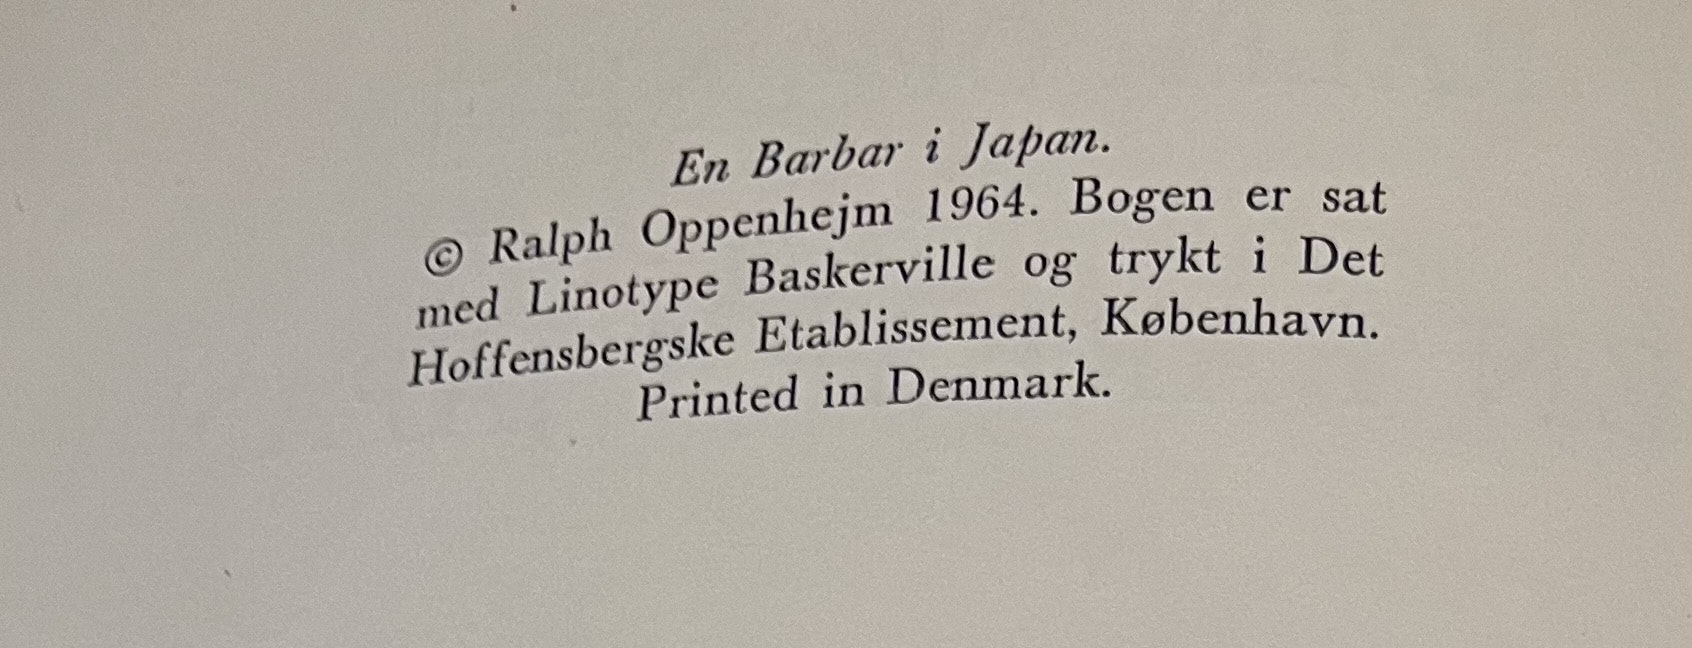 En Barbar i Japan.
© Ralph Oppenhejm 1964. Bogen er sat
med Linotype Baskerville og trykt i Det
Hoffensbergske Etablissement, København.
Printed in Denmark.